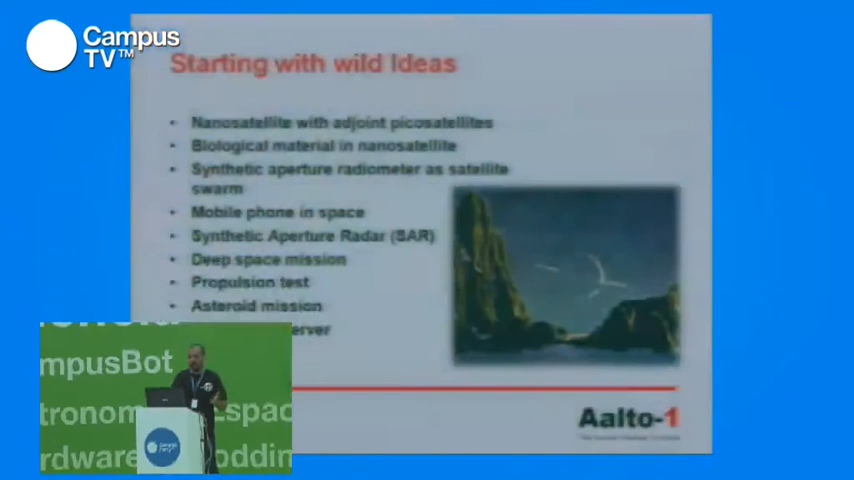 Campus
TV™
Starting with wild Ideas
• Nanosatellite with adjoint picosatellites
• Biological material in nanosatellite
• Synthetic aperture radiometer as satellite
swarm
• Mobile phone in space
• Synthetic Aperture Radar (SAR)
• Deep space mission
• Propulsion test
• Asteroid mission
erver
Aalto-1
mpusBot
tronom Espac
rdware oddin
Campus
TV